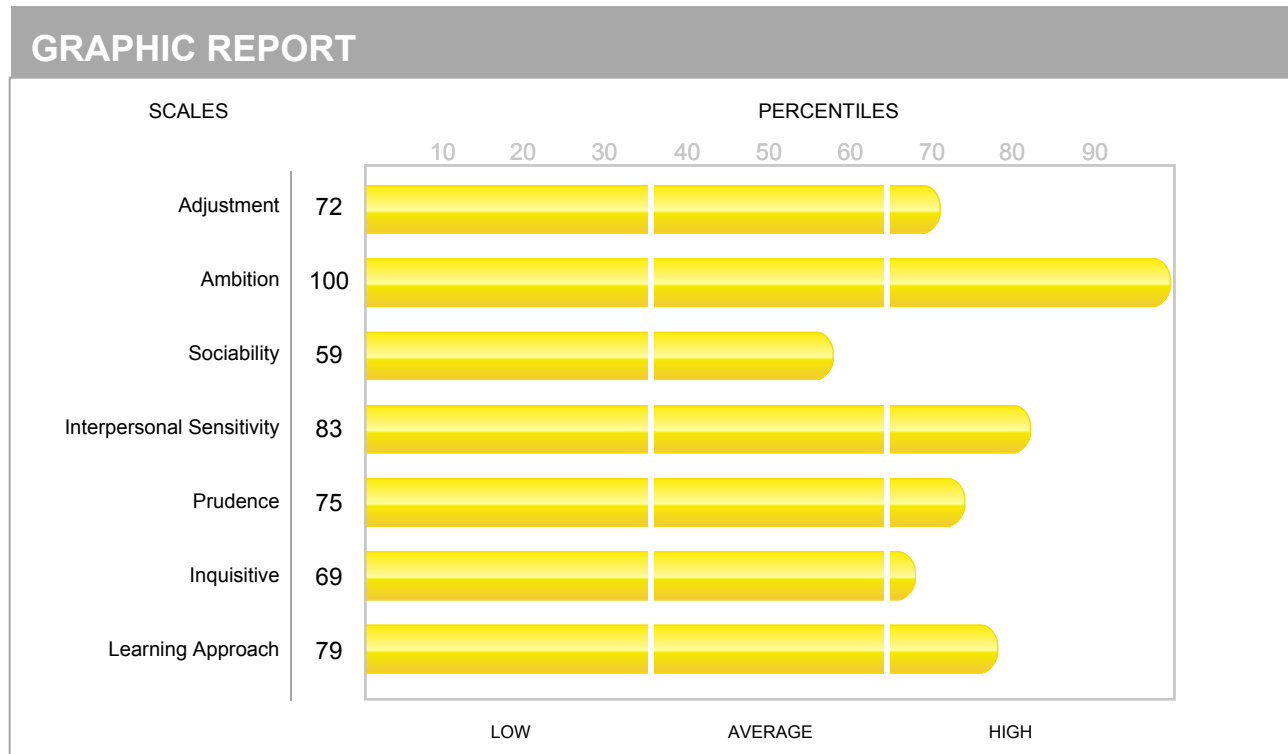 GRAPHIC REPORT
SCALES PERCENTILES
10 20 30 40 50 60 70 80 90
Adjustment 72
Ambition 100
Sociability 59
Interpersonal Sensitivity 83
Prudence 75
Inquisitive 69
Learning Approach 79
LOW AVERAGE HIGH